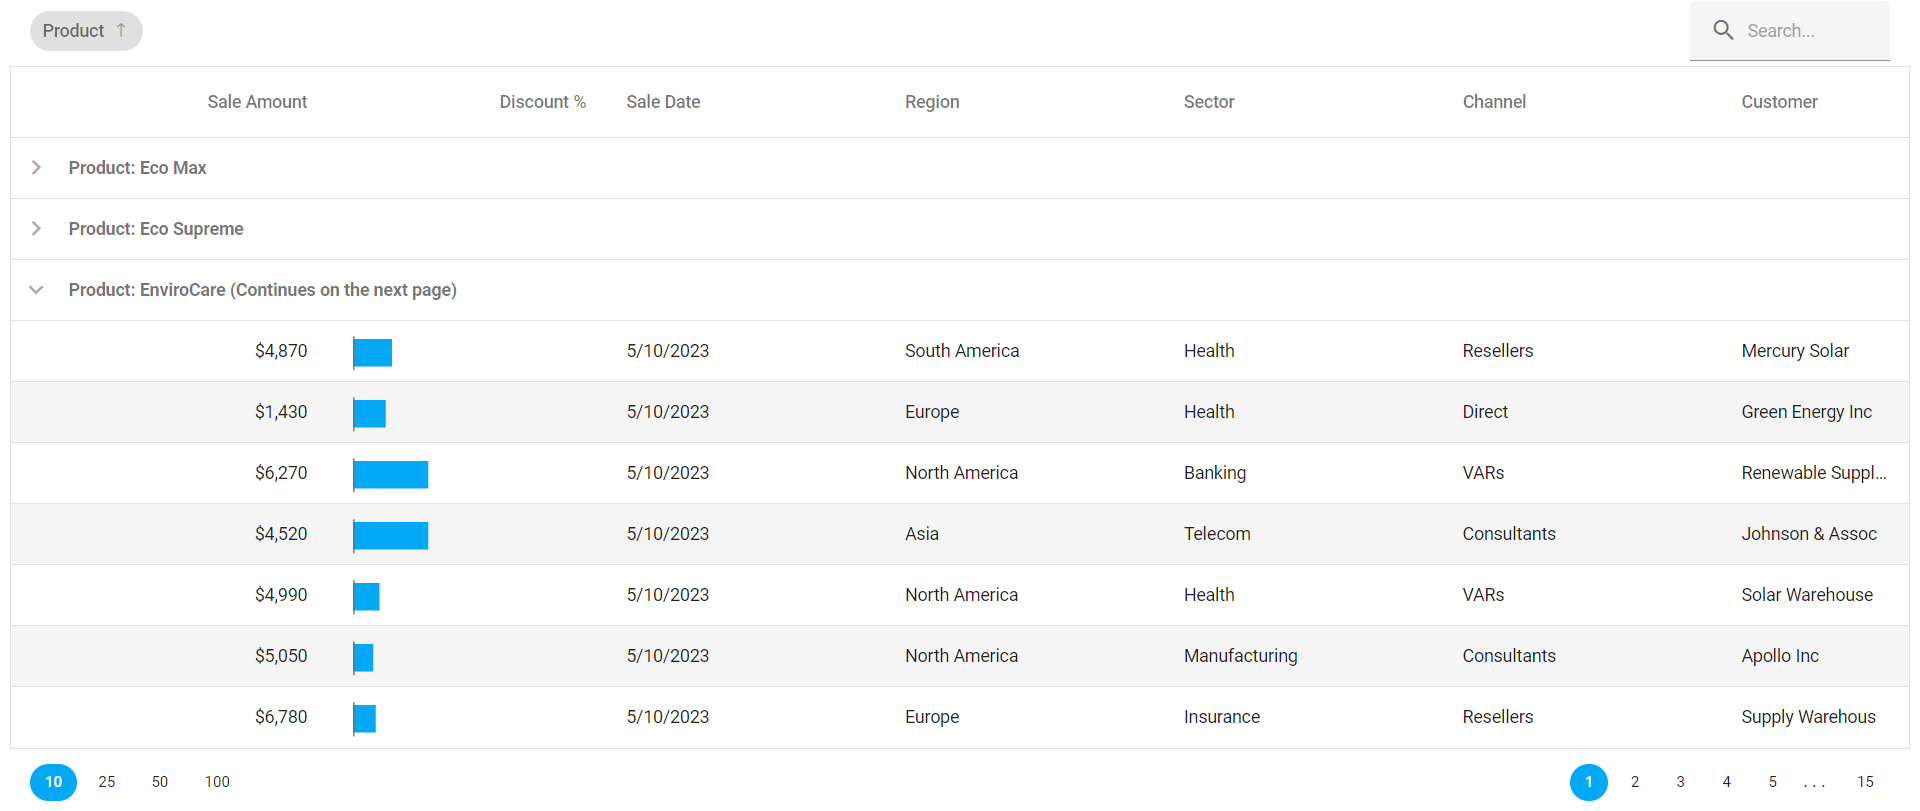 Product ↑
Search...
Sale Amount Discount % Sale Date Region Sector Channel Customer
Product: Eco Max
Product: Eco Supreme
Product: EnviroCare (Continues on the next page)
$4,870 5/10/2023 South America Health Resellers Mercury Solar
$1,430 5/10/2023 Europe Health Direct Green Energy Inc
$6,270 5/10/2023 North America Banking VARs Renewable Suppl...
$4,520 5/10/2023 Asia Telecom Consultants Johnson & Assoc
$4,990 5/10/2023 North America Health VARs Solar Warehouse
$5,050 5/10/2023 North America Manufacturing Consultants Apollo Inc
$6,780 5/10/2023 Europe Insurance Resellers Supply Warehous
10 25 50 100 1 2 3 4 5 ... 15